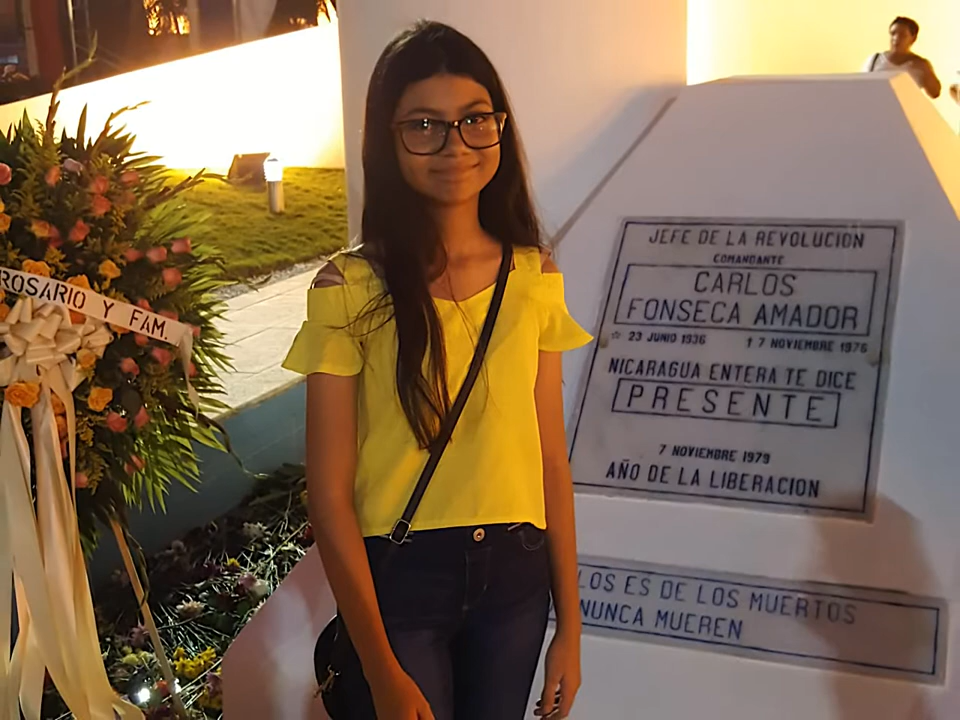 ROSARIO Y FAM.
JEFE DE LA REVOLUCION
COMANDANTE
CARLOS
FONSECA AMADOR
☆ 23 JUNIO 1936 † 7 NOVIEMBRE 1976
NICARAGUA ENTERA TE DICE
PRESENTE
7 NOVIEMBRE 1979
AÑO DE LA LIBERACION
LOS ES DE LOS MUERTOS
NUNCA MUEREN